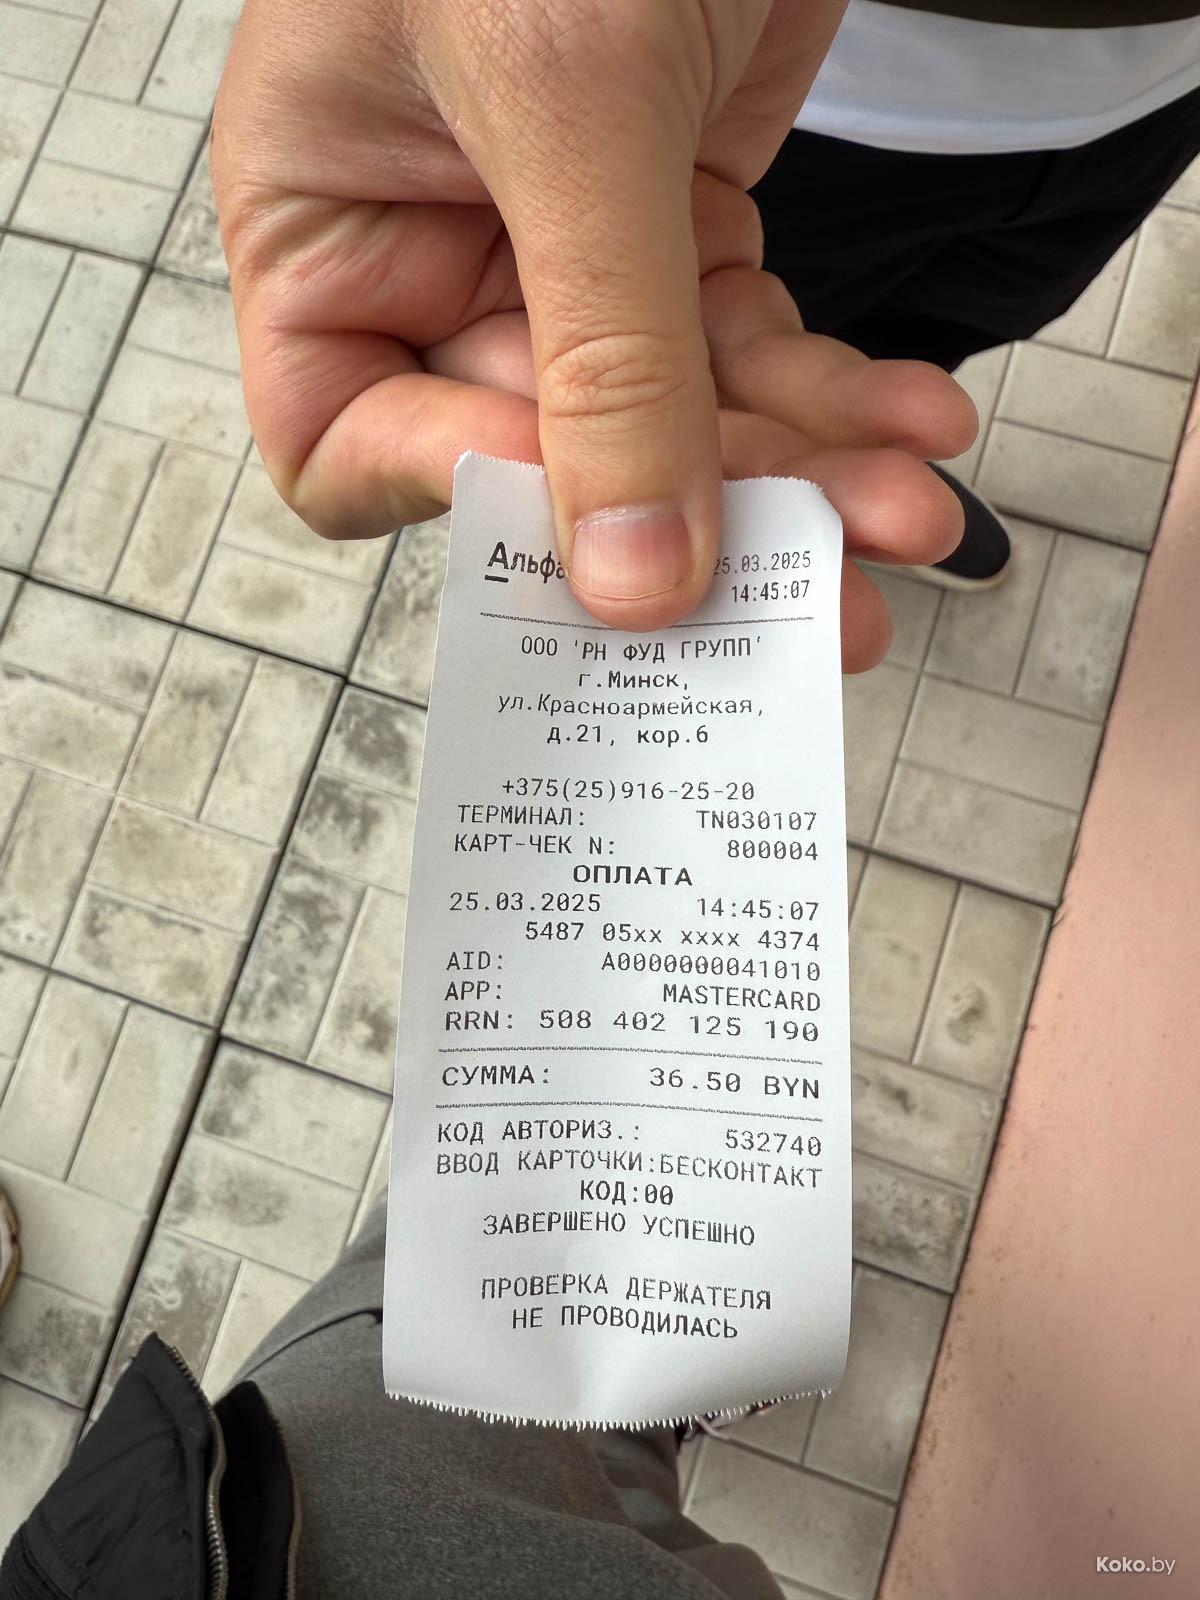 Альфа
25.03.2025
14:45:07
ООО 'РН ФУД ГРУПП'
г.Минск,
ул.Красноармейская,
д.21, кор.6
+375(25)916-25-20
ТЕРМИНАЛ: TN030107
КАРТ-ЧЕК N: 800004
ОПЛАТА
25.03.2025 14:45:07
5487 05xx xxxx 4374
AID: A0000000041010
APP: MASTERCARD
RRN: 508 402 125 190
СУММА: 36.50 BYN
КОД АВТОРИЗ.: 532740
ВВОД КАРТОЧКИ:БЕСКОНТАКТ
КОД:00
ЗАВЕРШЕНО УСПЕШНО
ПРОВЕРКА ДЕРЖАТЕЛЯ
НЕ ПРОВОДИЛАСЬ
Koko.by